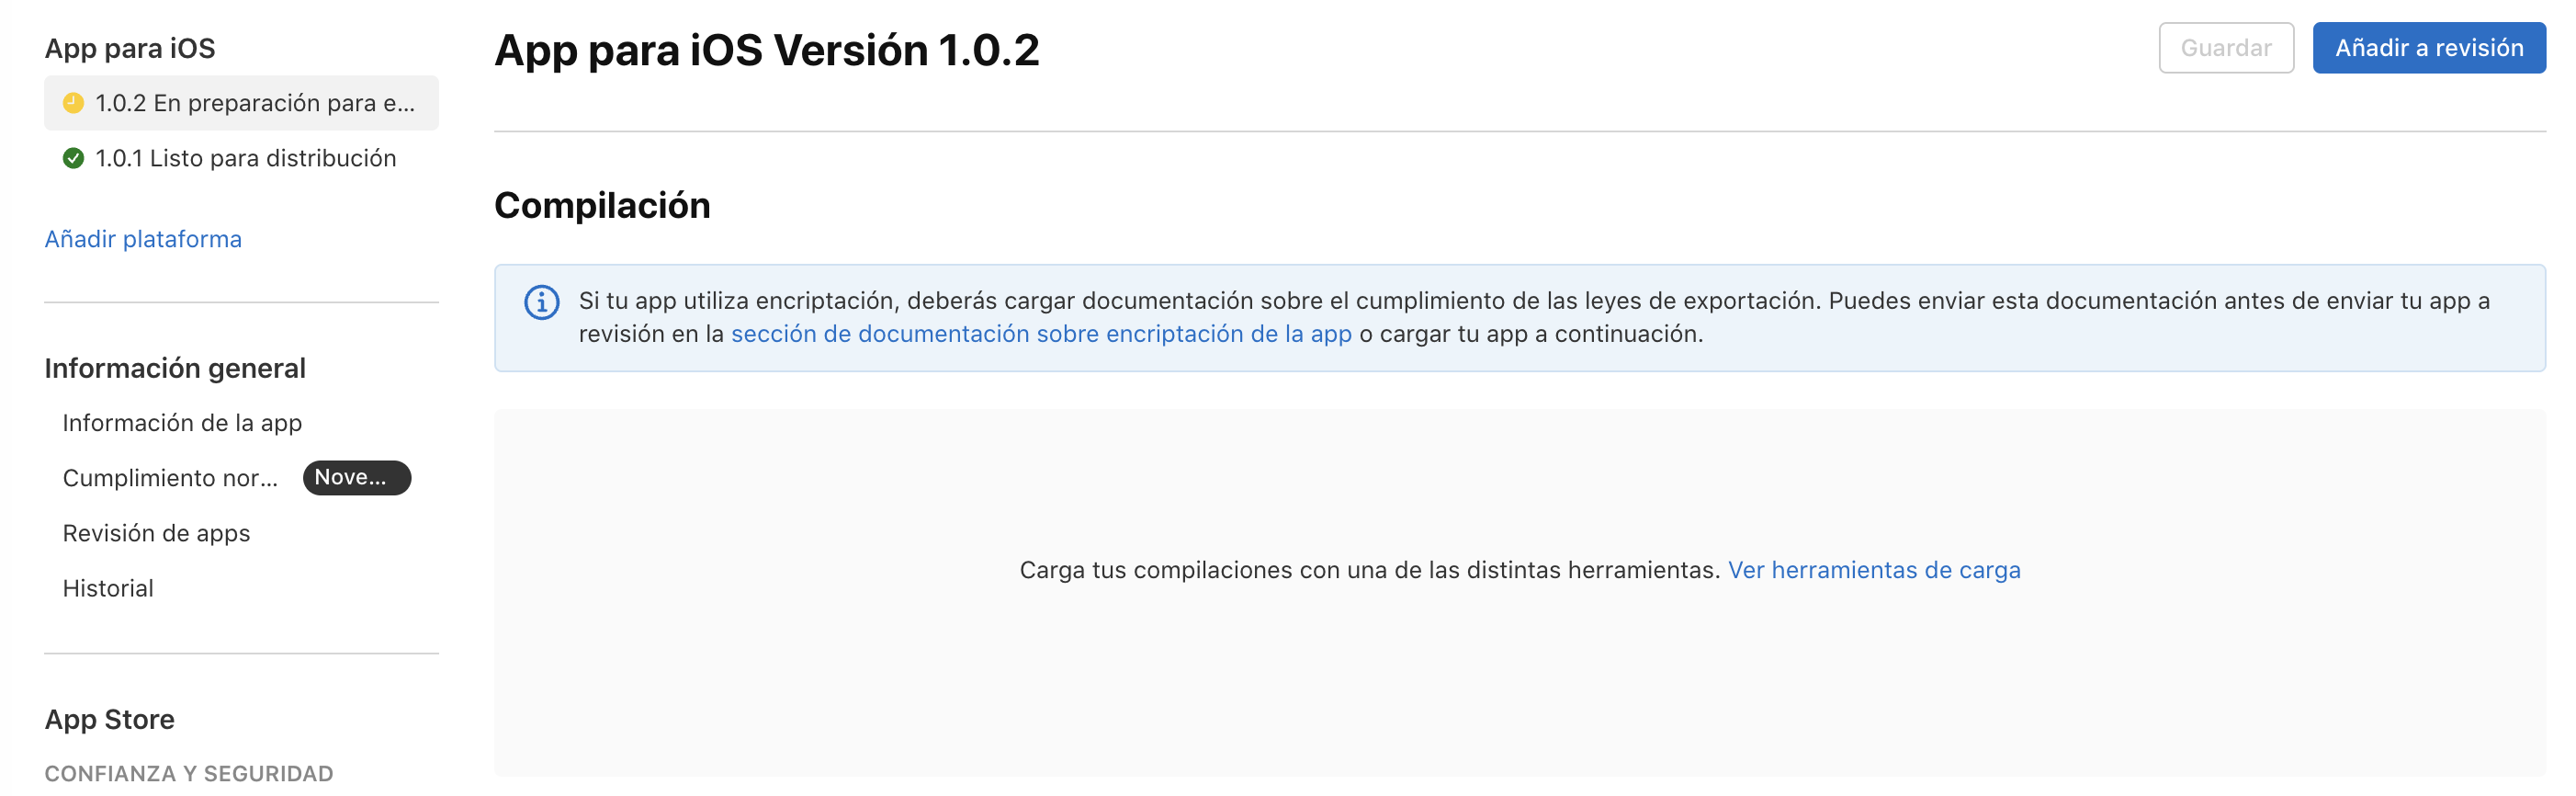 App para iOS
1.0.2 En preparación para e...
1.0.1 Listo para distribución
Añadir plataforma
Información general
Información de la app
Cumplimiento nor...
Nove...
Revisión de apps
Historial
App Store
CONFIANZA Y SEGURIDAD
App para iOS Versión 1.0.2
Guardar
Añadir a revisión
Compilación
Si tu app utiliza encriptación, deberás cargar documentación sobre el cumplimiento de las leyes de exportación. Puedes enviar esta documentación antes de enviar tu app a
revisión en la sección de documentación sobre encriptación de la app o cargar tu app a continuación.
Carga tus compilaciones con una de las distintas herramientas. Ver herramientas de carga